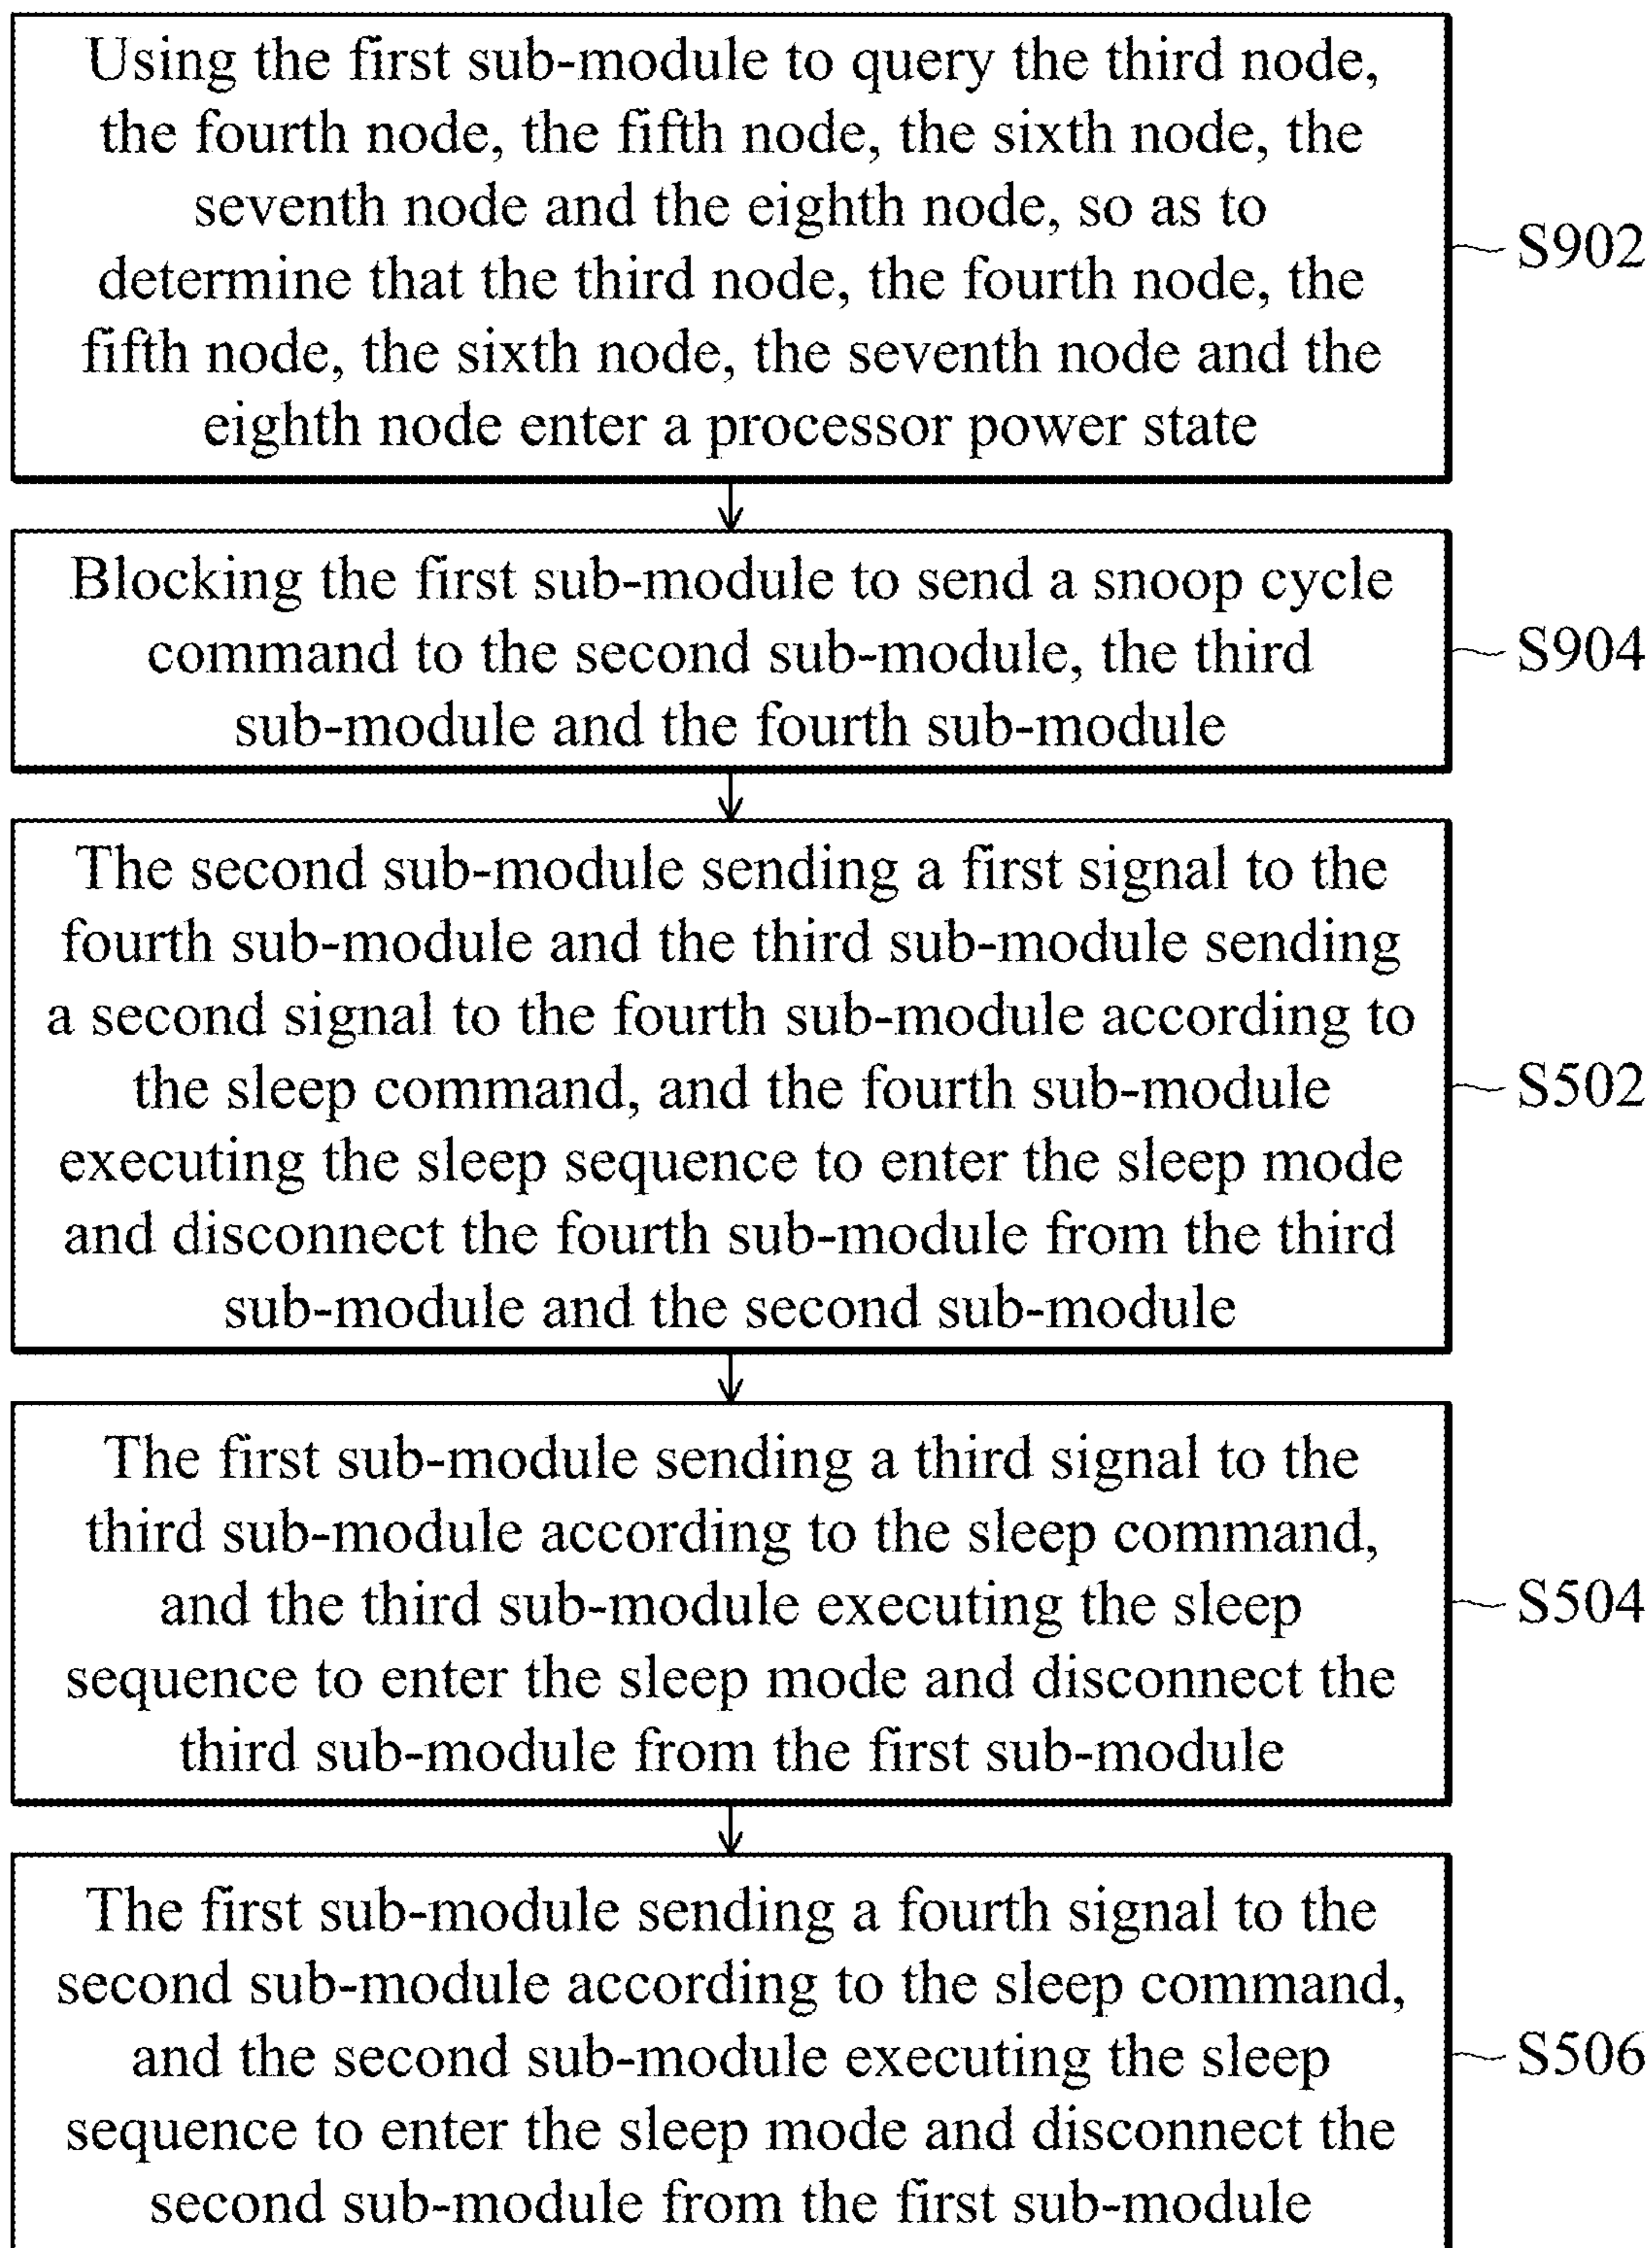 Using the first sub-module to query the third node,
the fourth node, the fifth node, the sixth node, the
seventh node and the eighth node, so as to
determine that the third node, the fourth node, the
fifth node, the sixth node, the seventh node and the
eighth node enter a processor power state
S902
Blocking the first sub-module to send a snoop cycle
command to the second sub-module, the third
sub-module and the fourth sub-module
S904
The second sub-module sending a first signal to the
fourth sub-module and the third sub-module sending
a second signal to the fourth sub-module according to
the sleep command, and the fourth sub-module
executing the sleep sequence to enter the sleep mode
and disconnect the fourth sub-module from the third
sub-module and the second sub-module
S502
The first sub-module sending a third signal to the
third sub-module according to the sleep command,
and the third sub-module executing the sleep
sequence to enter the sleep mode and disconnect the
third sub-module from the first sub-module
S504
The first sub-module sending a fourth signal to the
second sub-module according to the sleep command,
and the second sub-module executing the sleep
sequence to enter the sleep mode and disconnect the
second sub-module from the first sub-module
S506